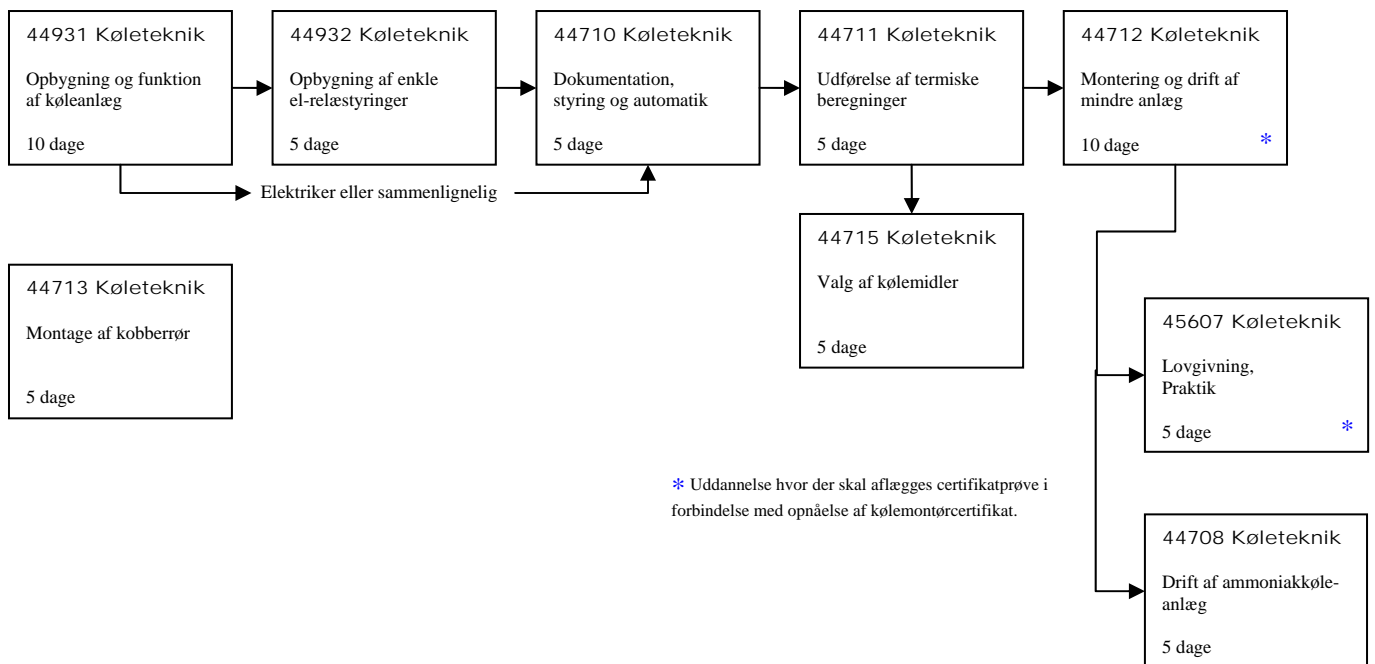 44931 Køleteknik
Opbygning og funktion
af køleanlæg
10 dage
44932 Køleteknik
Opbygning af enkle
el-relæstyringer
5 dage
44710 Køleteknik
Dokumentation,
styring og automatik
5 dage
44711 Køleteknik
Udførelse af termiske
beregninger
5 dage
44712 Køleteknik
Montering og drift af
mindre anlæg
10 dage *
Elektriker eller sammenlignelig
44715 Køleteknik
Valg af kølemidler
5 dage
44713 Køleteknik
Montage af kobberrør
5 dage
45607 Køleteknik
Lovgivning,
Praktik
5 dage *
* Uddannelse hvor der skal aflægges certifikatprøve i
forbindelse med opnåelse af kølemontørcertifikat.
44708 Køleteknik
Drift af ammoniakkøle-
anlæg
5 dage